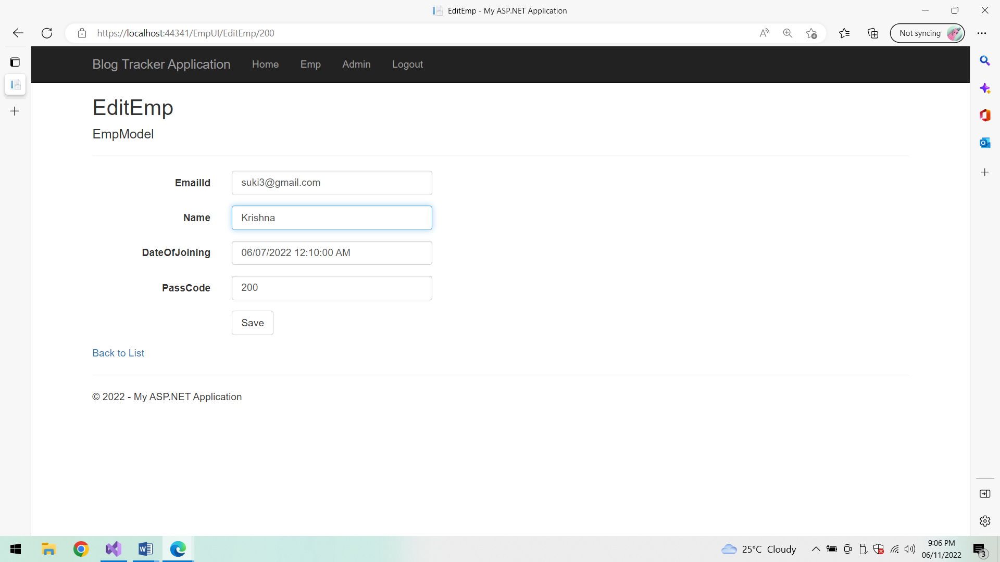 EditEmp - My ASP.NET Application
https://localhost:44341/EmpUI/EditEmp/200
Not syncing
Blog Tracker Application Home Emp Admin Logout
EditEmp
EmpModel
EmailId suki3@gmail.com
Name Krishna
DateOfJoining 06/07/2022 12:10:00 AM
PassCode 200
Save
Back to List
© 2022 - My ASP.NET Application
25°C Cloudy
9:06 PM
06/11/2022
3